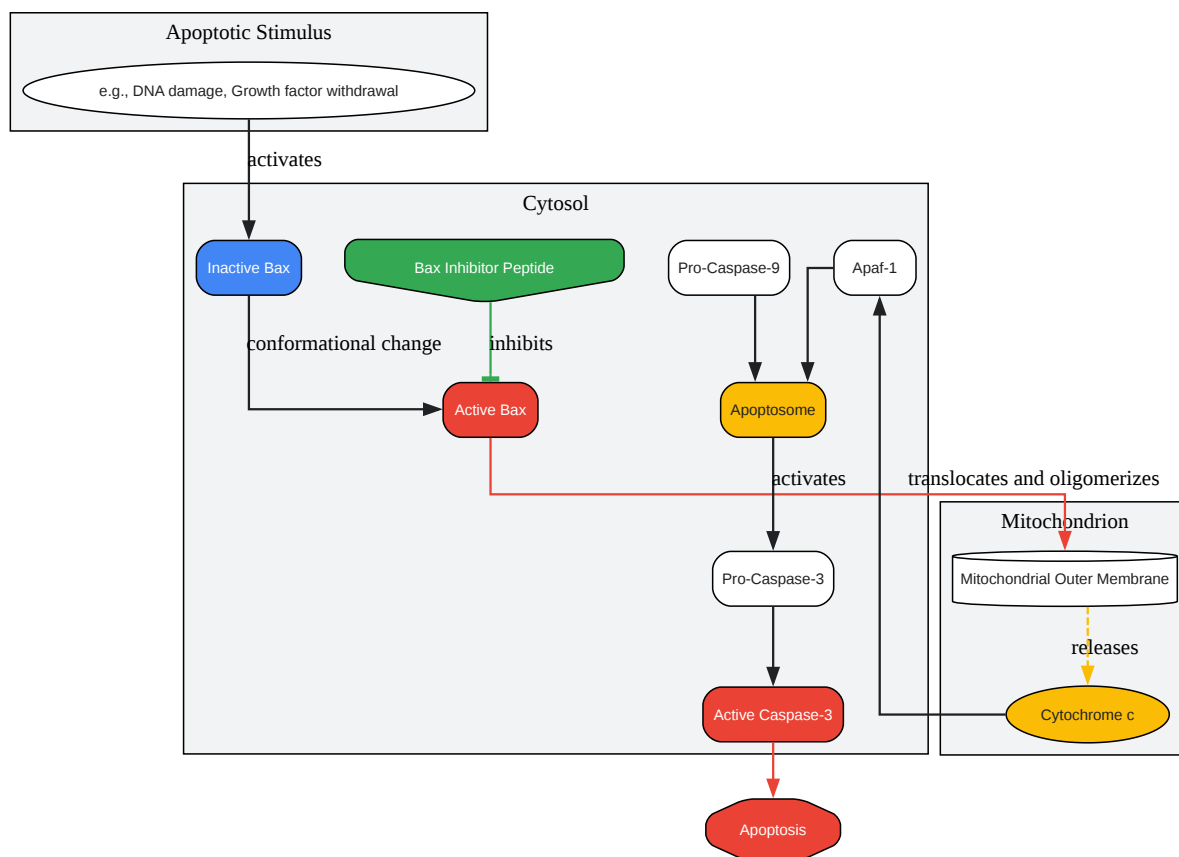 Apoptotic Stimulus
e.g., DNA damage, Growth factor withdrawal
activates
Cytosol
Inactive Bax
Bax Inhibitor Peptide
Pro-Caspase-9
Apaf-1
conformational change
inhibits
Active Bax
Apoptosome
activates
translocates and oligomerizes
Mitochondrion
Pro-Caspase-3
Mitochondrial Outer Membrane
releases
Active Caspase-3
Cytochrome c
Apoptosis